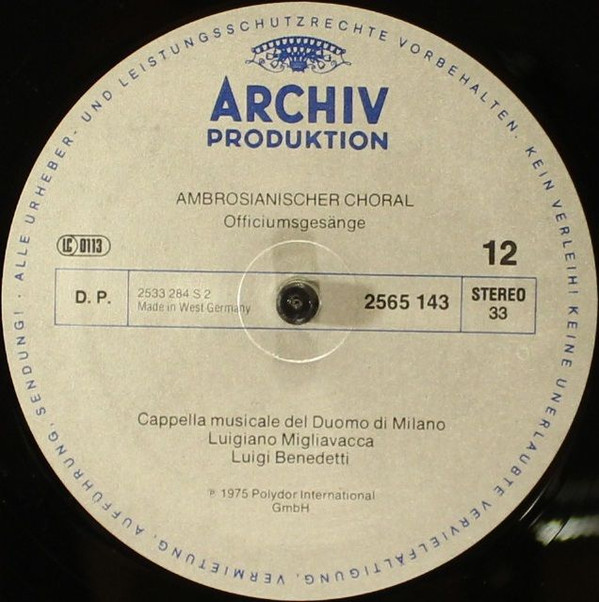 ALLE URHEBER- UND LEISTUNGSSCHUTZRECHTE VORBEHALTEN. KEIN VERLEIH! KEINE UNERLAUBTE VERVIELFÄLTIGUNG, VERMIETUNG, AUFFÜHRUNG, SENDUNG! ·
ARCHIV
PRODUKTION
AMBROSIANISCHER CHORAL
Officiumsgesänge
LC 0113
12
D. P.
2533 284 S 2
Made in West Germany
2565 143
STEREO
33
Cappella musicale del Duomo di Milano
Luigiano Migliavacca
Luigi Benedetti
℗ 1975 Polydor International
GmbH